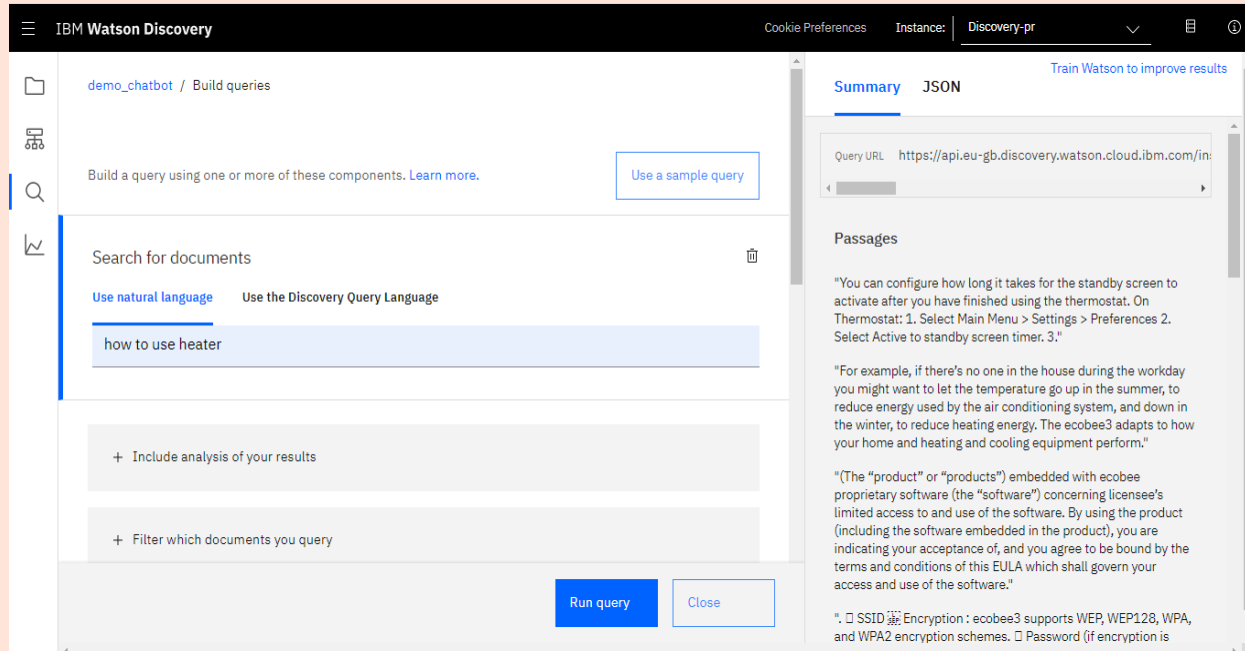 IBM Watson Discovery
Cookie Preferences
Instance:
Discovery-pr
demo_chatbot / Build queries
Build a query using one or more of these components. Learn more.
Use a sample query
Search for documents
Use natural language
Use the Discovery Query Language
how to use heater
+ Include analysis of your results
+ Filter which documents you query
Run query
Close
Train Watson to improve results
Summary
JSON
Query URL https://api.eu-gb.discovery.watson.cloud.ibm.com/in
Passages
"You can configure how long it takes for the standby screen to
activate after you have finished using the thermostat. On
Thermostat: 1. Select Main Menu > Settings > Preferences 2.
Select Active to standby screen timer. 3."
"For example, if there's no one in the house during the workday
you might want to let the temperature go up in the summer, to
reduce energy used by the air conditioning system, and down in
the winter, to reduce heating energy. The ecobee3 adapts to how
your home and heating and cooling equipment perform."
"(The “product” or “products”) embedded with ecobee
proprietary software (the “software”) concerning licensee's
limited access to and use of the software. By using the product
(including the software embedded in the product), you are
indicating your acceptance of, and you agree to be bound by the
terms and conditions of this EULA which shall govern your
access and use of the software."
". SSID Encryption : ecobee3 supports WEP, WEP128, WPA,
and WPA2 encryption schemes. Password (if encryption is